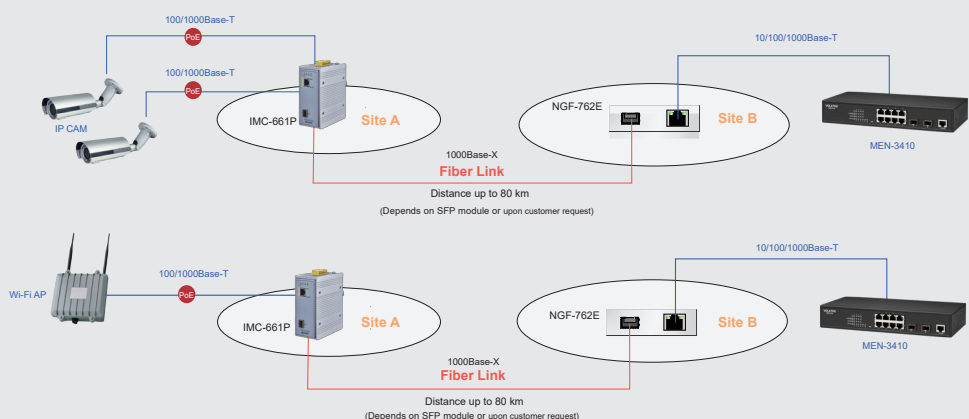 100/1000Base-T
PoE
10/100/1000Base-T
100/1000Base-T
PoE
NGF-762E
IMC-661P
Site A
Site B
IP CAM
MEN-3410
1000Base-X
Fiber Link
Distance up to 80 km
(Depends on SFP module or upon customer request)
10/100/1000Base-T
100/1000Base-T
Wi-Fi AP
PoE
NGF-762E
IMC-661P
Site A
Site B
MEN-3410
1000Base-X
Fiber Link
Distance up to 80 km
(Depends on SFP module or upon customer request)